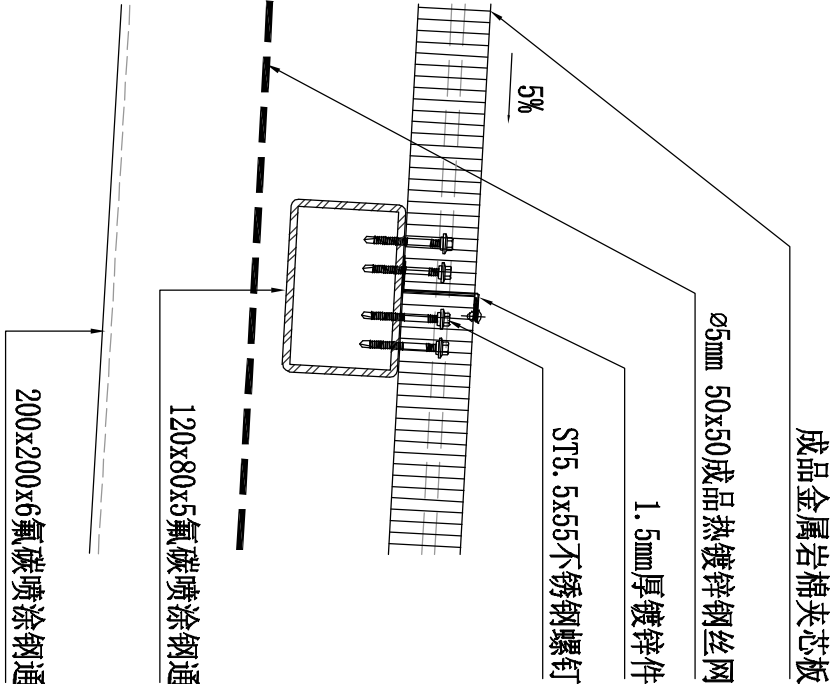 成品金属岩棉夹芯板
Ø5mm 50x50成品热镀锌钢丝网
1.5mm厚镀锌件
ST5.5x55不锈钢螺钉
5%
120x80x5氟碳喷涂钢通
200x200x6氟碳喷涂钢通